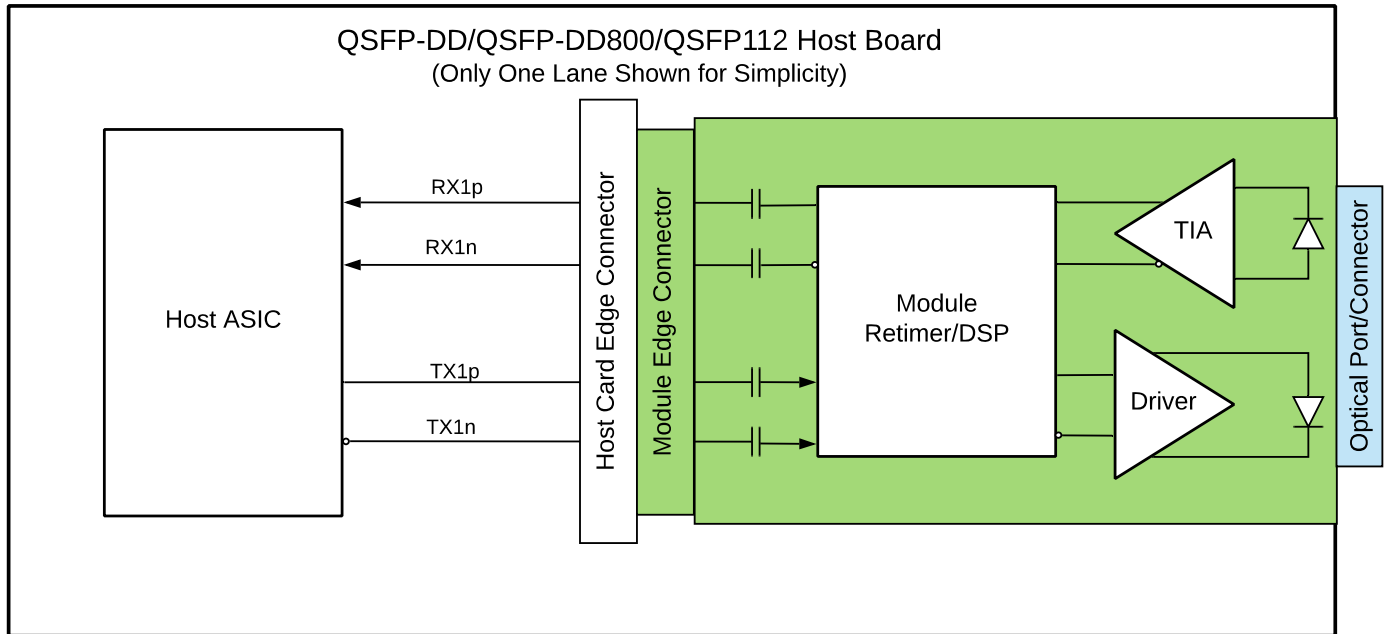 QSFP-DD/QSFP-DD800/QSFP112 Host Board
(Only One Lane Shown for Simplicity)
Host ASIC
RX1p
RX1n
TX1p
TX1n
Host Card Edge Connector
Module Edge Connector
Module
Retimer/DSP
TIA
Driver
Optical Port/Connector